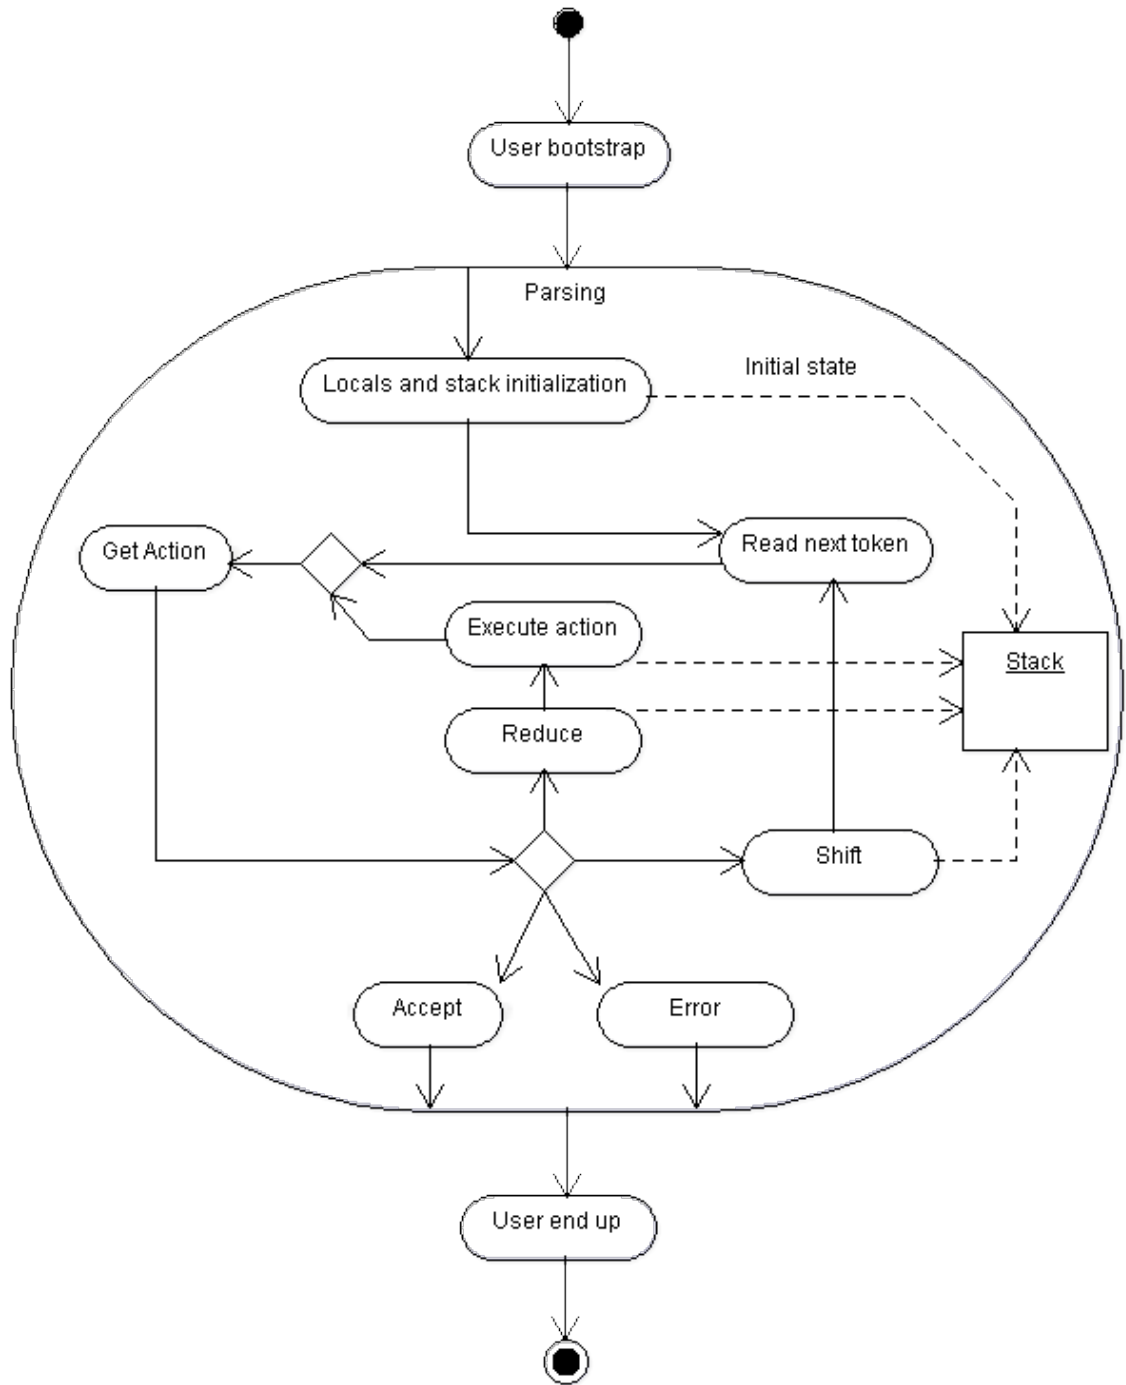 User bootstrap
Parsing
Initial state
Locals and stack initialization
Get Action
Read next token
Execute action
Stack
Reduce
Shift
Accept
Error
User end up